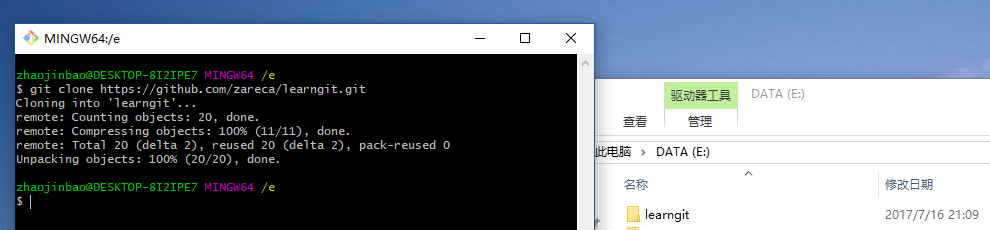 MINGW64:/e
zhaojinbao@DESKTOP-8I2IPE7 MINGW64 /e
$ git clone https://github.com/zareca/learngit.git
Cloning into 'learngit'...
remote: Counting objects: 20, done.
remote: Compressing objects: 100% (11/11), done.
remote: Total 20 (delta 2), reused 20 (delta 2), pack-reused 0
Unpacking objects: 100% (20/20), done.
zhaojinbao@DESKTOP-8I2IPE7 MINGW64 /e
$
驱动器工具 DATA (E:)
查看 管理
此电脑 > DATA (E:)
名称 修改日期
learngit 2017/7/16 21:09